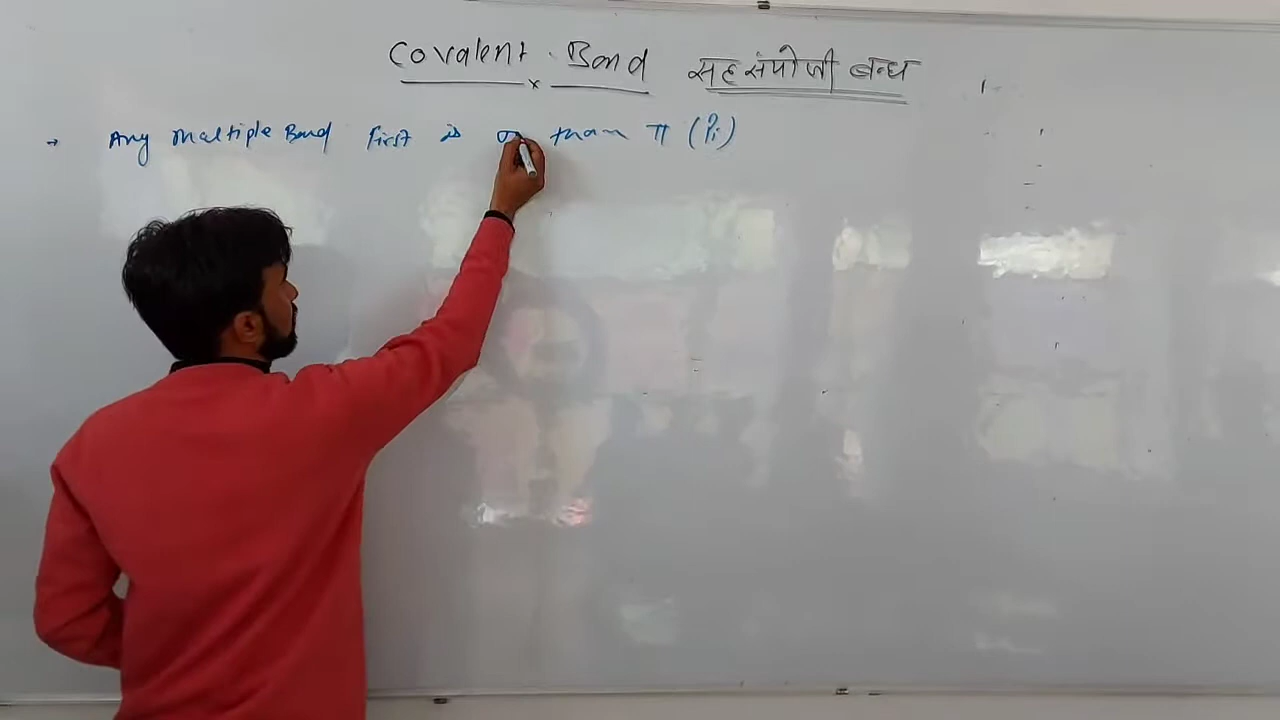 Covalent Bond सहसंयोजी बन्ध
→ Any multiple Bond first is σ than π (Pi)